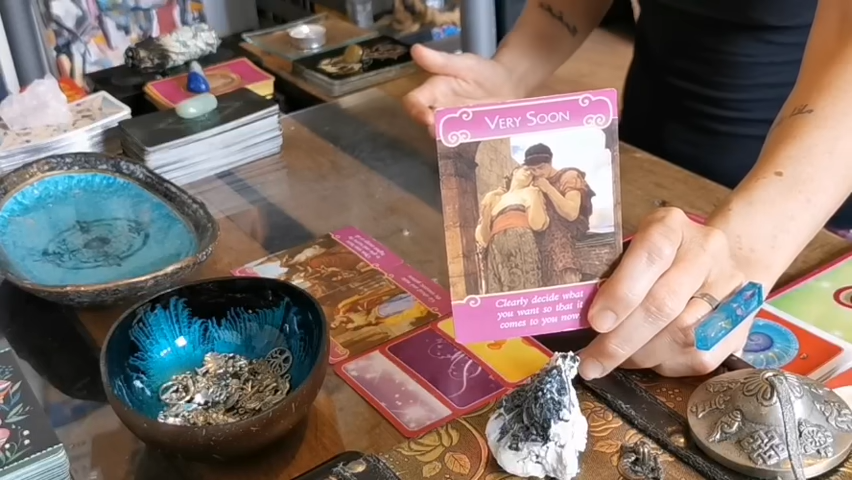 VERY SOON
Clearly decide what
you want so that it
comes to you now